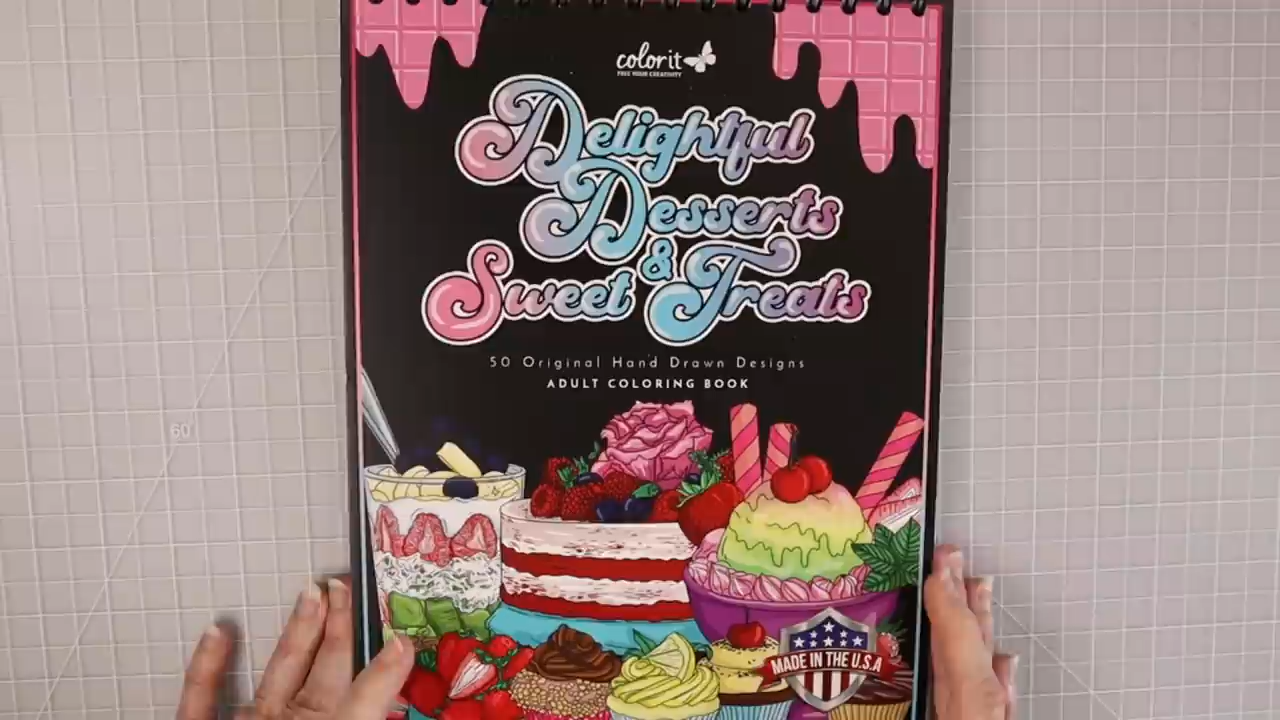 colorit
FREE YOUR CREATIVITY
Delightful
Desserts
&
Sweet Treats
50 Original Hand Drawn Designs
ADULT COLORING BOOK
60
MADE IN THE U.S.A